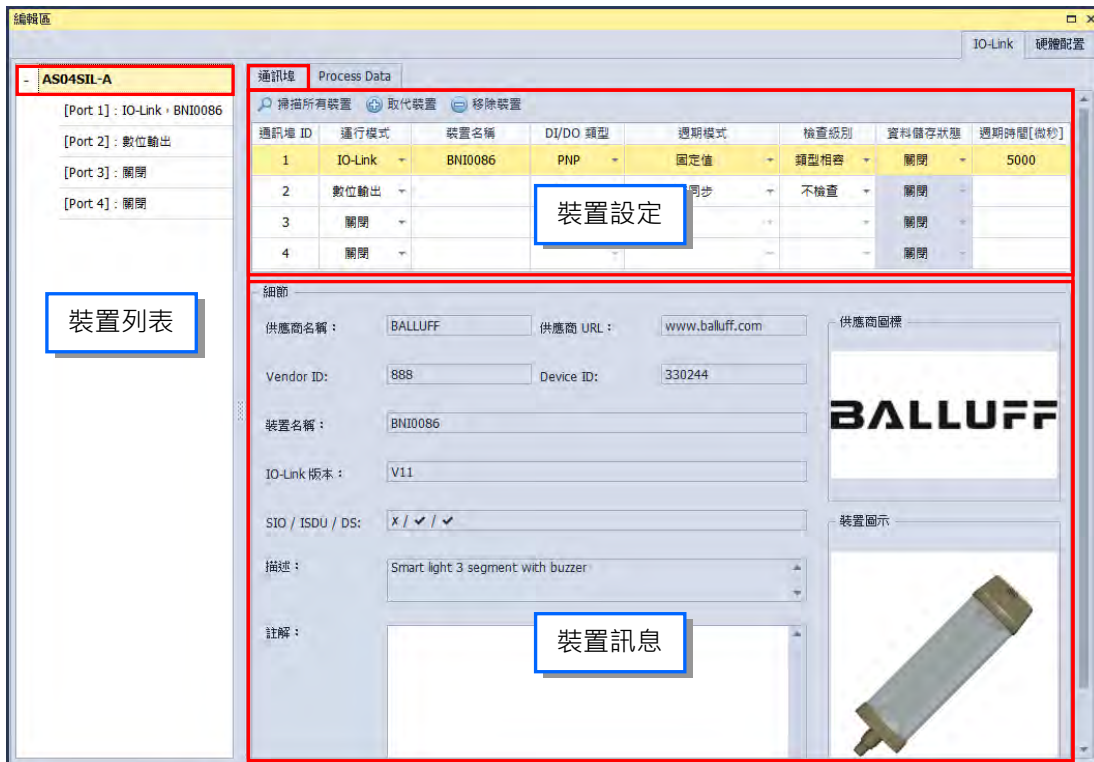 編輯區
IO-Link 硬體配置
- AS04SIL-A
[Port 1]：IO-Link，BNI0086
[Port 2]：數位輸出
[Port 3]：關閉
[Port 4]：關閉
裝置列表
通訊埠 Process Data
掃描所有裝置 取代裝置 移除裝置
通訊埠 ID 運行模式 裝置名稱 DI/DO 類型 週期模式 檢查級別 資料儲存狀態 週期時間[微秒]
1 IO-Link BNI0086 PNP 固定值 類型相容 關閉 5000
2 數位輸出 同步 不檢查 關閉
3 關閉 關閉
4 關閉 關閉
裝置設定
細節
供應商名稱： BALLUFF 供應商 URL： www.balluff.com
Vendor ID: 888 Device ID: 330244
裝置名稱： BNI0086
IO-Link 版本： V11
SIO / ISDU / DS: ✗ / ✔ / ✔
描述： Smart light 3 segment with buzzer
註解：
裝置訊息
供應商圖標
BALLUFF
裝置圖示